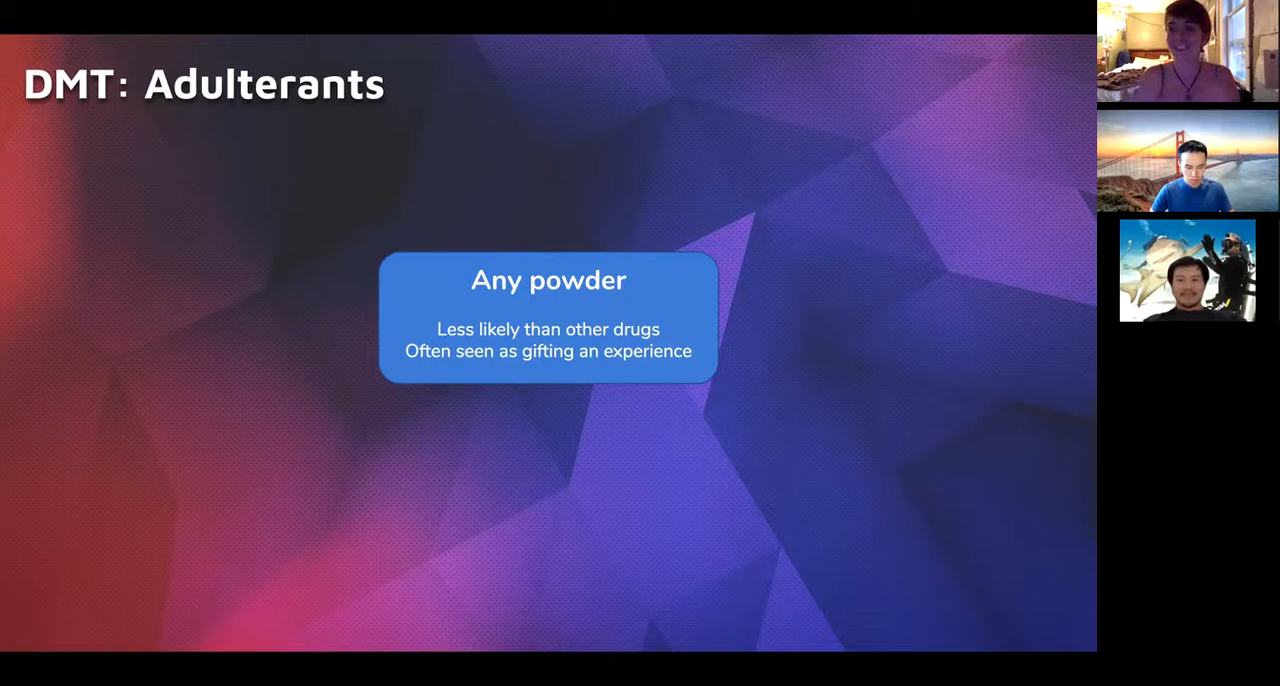 DMT: Adulterants
Any powder
Less likely than other drugs
Often seen as gifting an experience